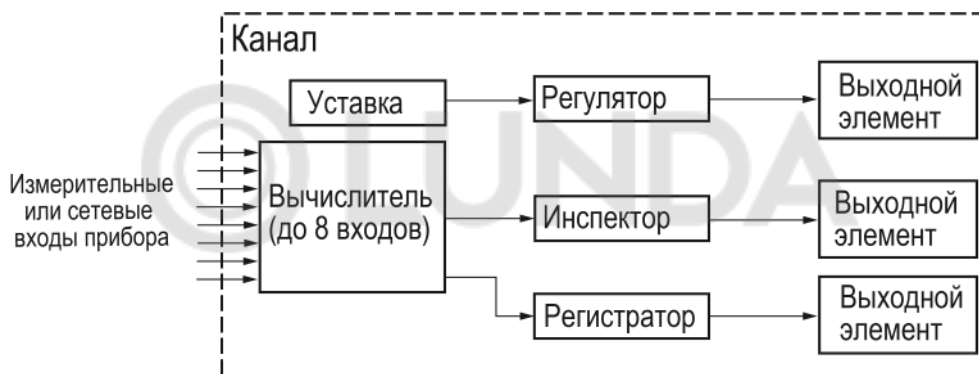 Канал
Уставка
Регулятор
Выходной
элемент
LUNDA
Измерительные
или сетевые
входы прибора
Вычислитель
(до 8 входов)
Инспектор
Выходной
элемент
Регистратор
Выходной
элемент